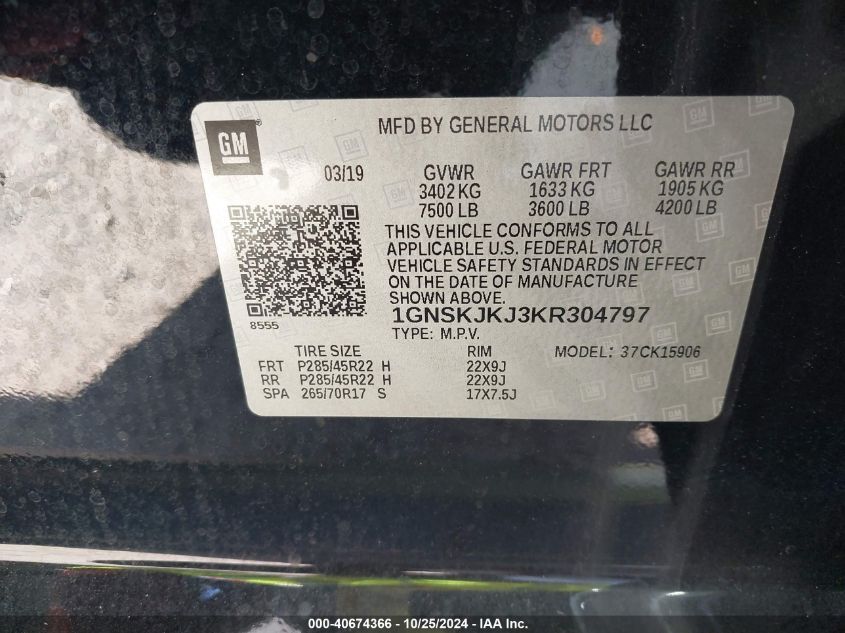 GM
MFD BY GENERAL MOTORS LLC
03/19 GVWR GAWR FRT GAWR RR
3402 KG 1633 KG 1905 KG
7500 LB 3600 LB 4200 LB
THIS VEHICLE CONFORMS TO ALL
APPLICABLE U.S. FEDERAL MOTOR
VEHICLE SAFETY STANDARDS IN EFFECT
ON THE DATE OF MANUFACTURE
SHOWN ABOVE.
8555
1GNSKJKJ3KR304797
TYPE: M.P.V.
TIRE SIZE RIM MODEL: 37CK15906
FRT P285/45R22 H 22X9J
RR P285/45R22 H 22X9J
SPA 265/70R17 S 17X7.5J
000-40674366 - 10/25/2024 - IAA Inc.